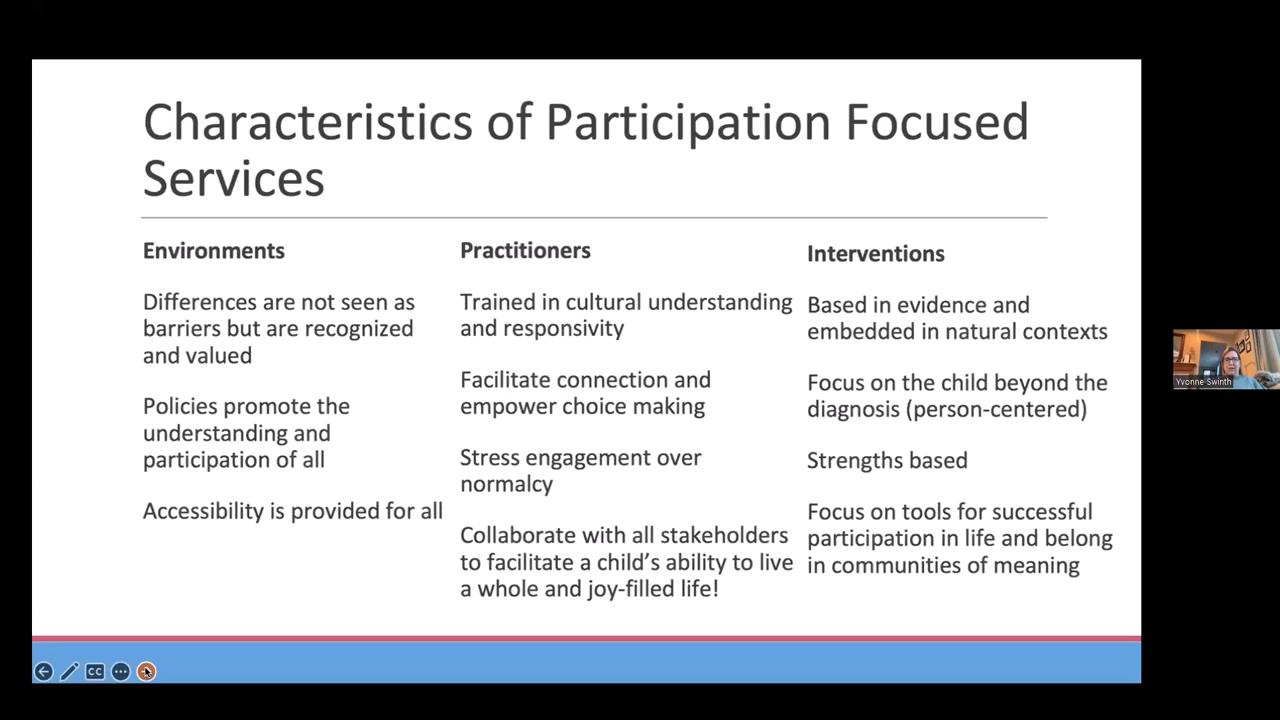 Characteristics of Participation Focused
Services
Environments
Differences are not seen as
barriers but are recognized
and valued
Policies promote the
understanding and
participation of all
Accessibility is provided for all
Practitioners
Trained in cultural understanding
and responsivity
Facilitate connection and
empower choice making
Stress engagement over
normalcy
Collaborate with all stakeholders
to facilitate a child’s ability to live
a whole and joy-filled life!
Interventions
Based in evidence and
embedded in natural contexts
Focus on the child beyond the
diagnosis (person-centered)
Strengths based
Focus on tools for successful
participation in life and belong
in communities of meaning
CC
Yvonne Swinth